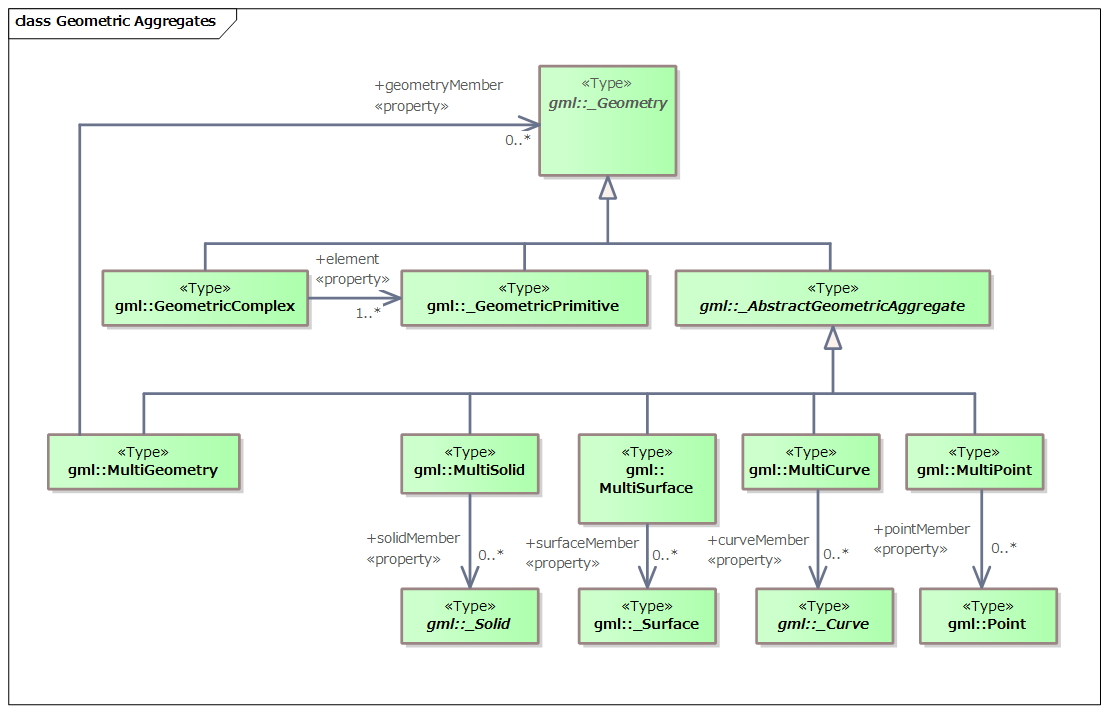 class Geometric Aggregates
+geometryMember
«property»
0..*
«Type»
gml::_Geometry
+element
«property»
1..*
«Type»
gml::GeometricComplex
«Type»
gml::_GeometricPrimitive
«Type»
gml::_AbstractGeometricAggregate
«Type»
gml::MultiGeometry
«Type»
gml::MultiSolid
«Type»
gml::
MultiSurface
«Type»
gml::MultiCurve
«Type»
gml::MultiPoint
+solidMember
«property»
0..*
+surfaceMember
«property»
0..*
+curveMember
«property»
0..*
+pointMember
«property»
0..*
«Type»
gml::_Solid
«Type»
gml::_Surface
«Type»
gml::_Curve
«Type»
gml::Point